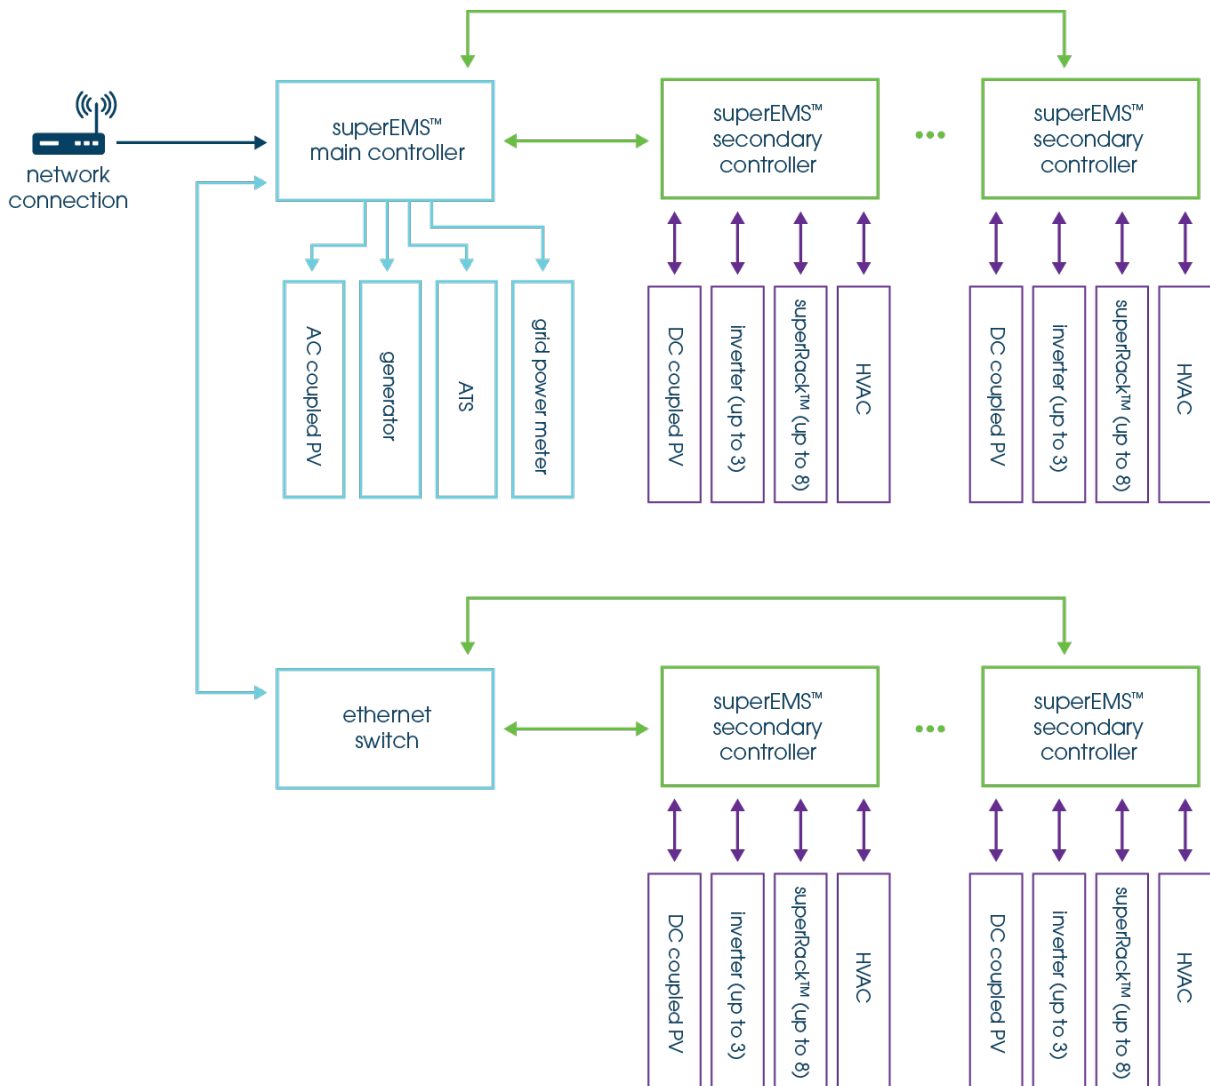 superEMS™
main controller
superEMS™
secondary
controller
superEMS™
secondary
controller
network
connection
AC coupled PV
generator
ATS
grid power meter
DC coupled PV
inverter (up to 3)
superRack™ (up to 8)
HVAC
DC coupled PV
inverter (up to 3)
superRack™ (up to 8)
HVAC
ethernet
switch
superEMS™
secondary
controller
superEMS™
secondary
controller
DC coupled PV
inverter (up to 3)
superRack™ (up to 8)
HVAC
DC coupled PV
inverter (up to 3)
superRack™ (up to 8)
HVAC